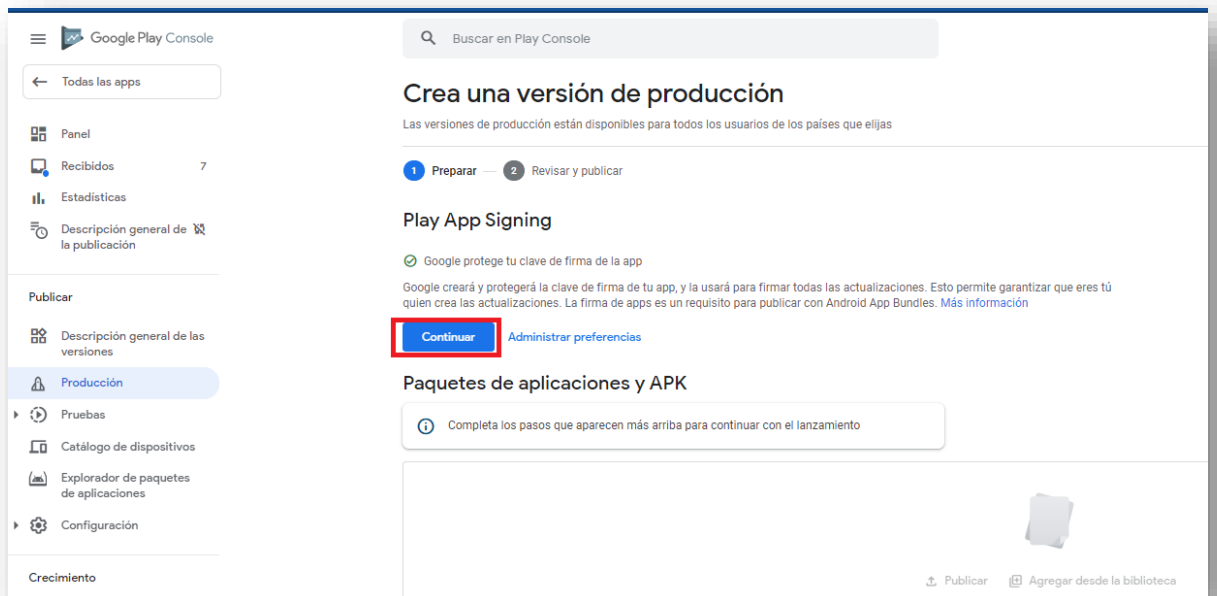 Google Play Console
Buscar en Play Console
Todas las apps
Panel
Recibidos 7
Estadísticas
Descripción general de
la publicación
Publicar
Descripción general de las
versiones
Producción
Pruebas
Catálogo de dispositivos
Explorador de paquetes
de aplicaciones
Configuración
Crecimiento
Crea una versión de producción
Las versiones de producción están disponibles para todos los usuarios de los países que elijas
1 Preparar — 2 Revisar y publicar
Play App Signing
Google protege tu clave de firma de la app
Google creará y protegerá la clave de firma de tu app, y la usará para firmar todas las actualizaciones. Esto permite garantizar que eres tú
quien crea las actualizaciones. La firma de apps es un requisito para publicar con Android App Bundles. Más información
Continuar Administrar preferencias
Paquetes de aplicaciones y APK
Completa los pasos que aparecen más arriba para continuar con el lanzamiento
Publicar Agregar desde la biblioteca